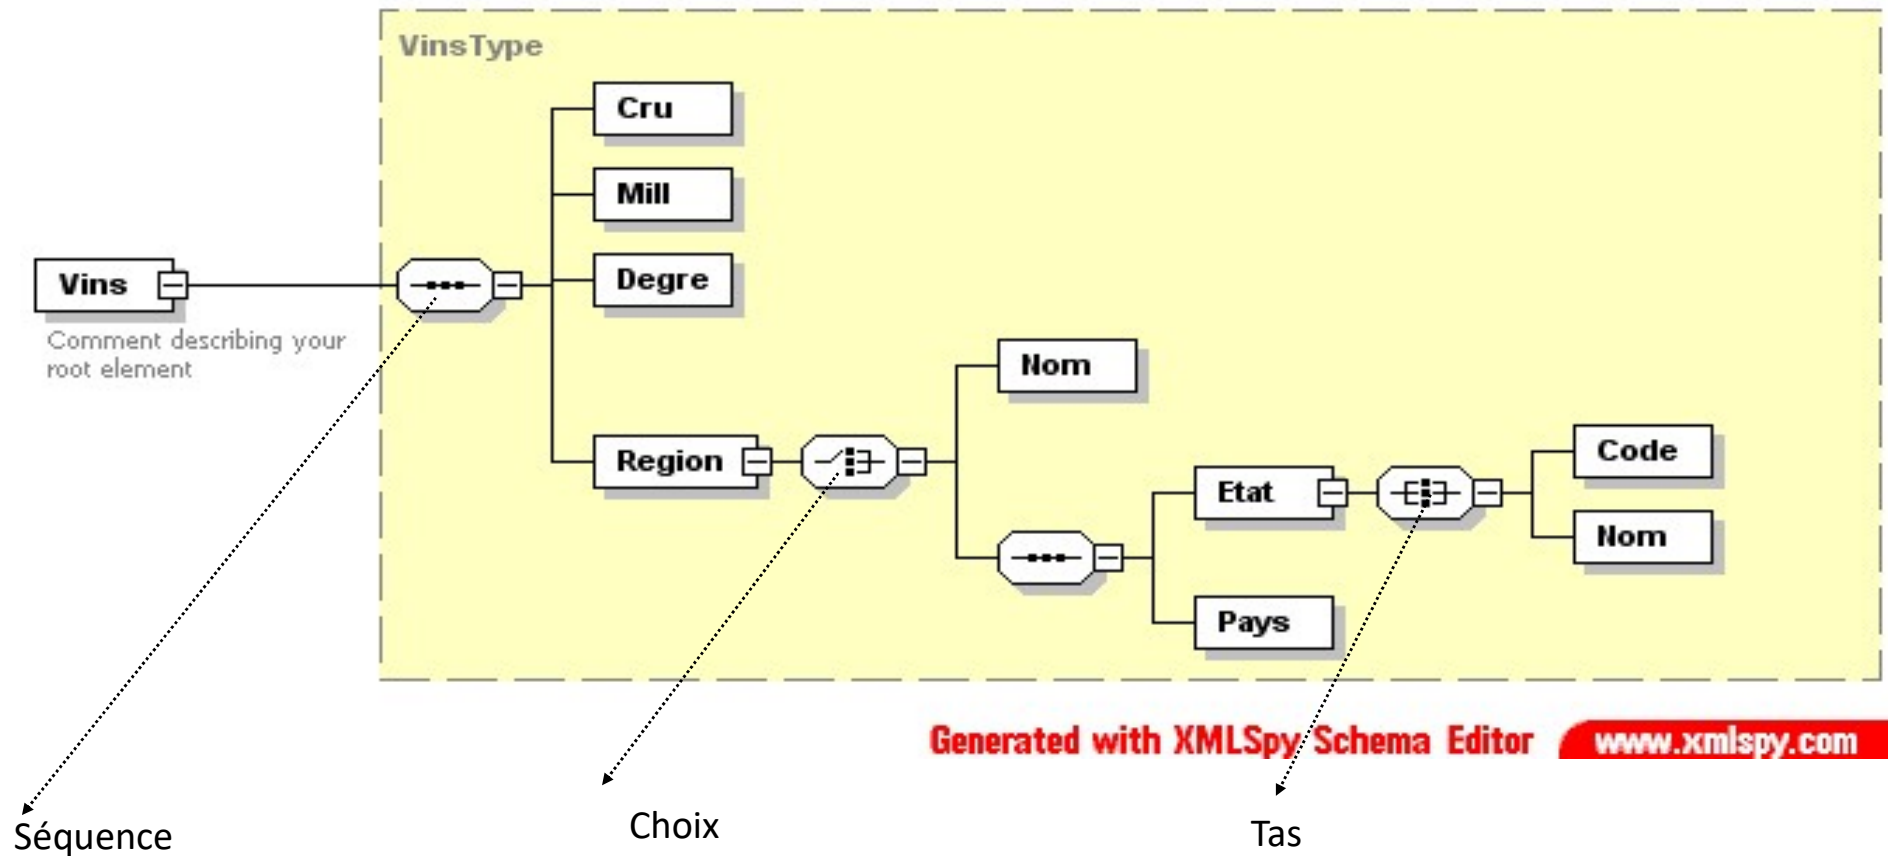 VinsType
Cru
Mill
Vins
Degre
Comment describing your
root element
Nom
Region
Code
Etat
Nom
Pays
Generated with XMLSpy Schema Editor www.xmlspy.com
Séquence
Choix
Tas